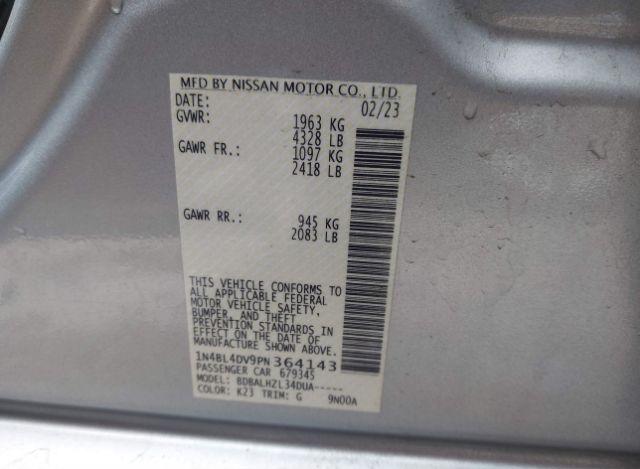 MFD BY NISSAN MOTOR CO., LTD.
DATE: 02/23
GVWR: 1963 KG
4328 LB
GAWR FR.: 1097 KG
2418 LB
GAWR RR.: 945 KG
2083 LB
THIS VEHICLE CONFORMS TO
ALL APPLICABLE FEDERAL
MOTOR VEHICLE SAFETY,
BUMPER, AND THEFT
PREVENTION STANDARDS IN
EFFECT ON THE DATE OF
MANUFACTURE SHOWN ABOVE.
1N4BL4DV9PN364143
PASSENGER CAR 679345
MODEL: BDBALHZL34DUA-----
COLOR: K23 TRIM: G 9N00A